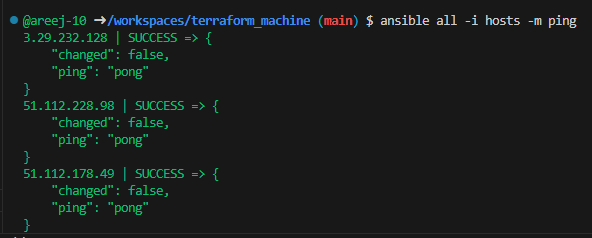 @areej-10 ➜/workspaces/terraform_machine (main) $ ansible all -i hosts -m ping
3.29.232.128 | SUCCESS => {
    "changed": false,
    "ping": "pong"
}
51.112.228.98 | SUCCESS => {
    "changed": false,
    "ping": "pong"
}
51.112.178.49 | SUCCESS => {
    "changed": false,
    "ping": "pong"
}